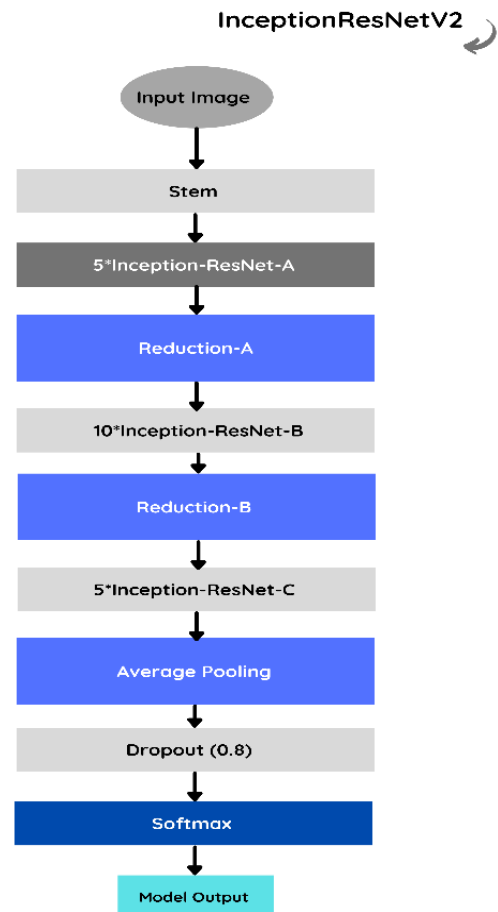 InceptionResNetV2
Input Image
Stem
5*Inception-ResNet-A
Reduction-A
10*Inception-ResNet-B
Reduction-B
5*Inception-ResNet-C
Average Pooling
Dropout (0.8)
Softmax
Model Output